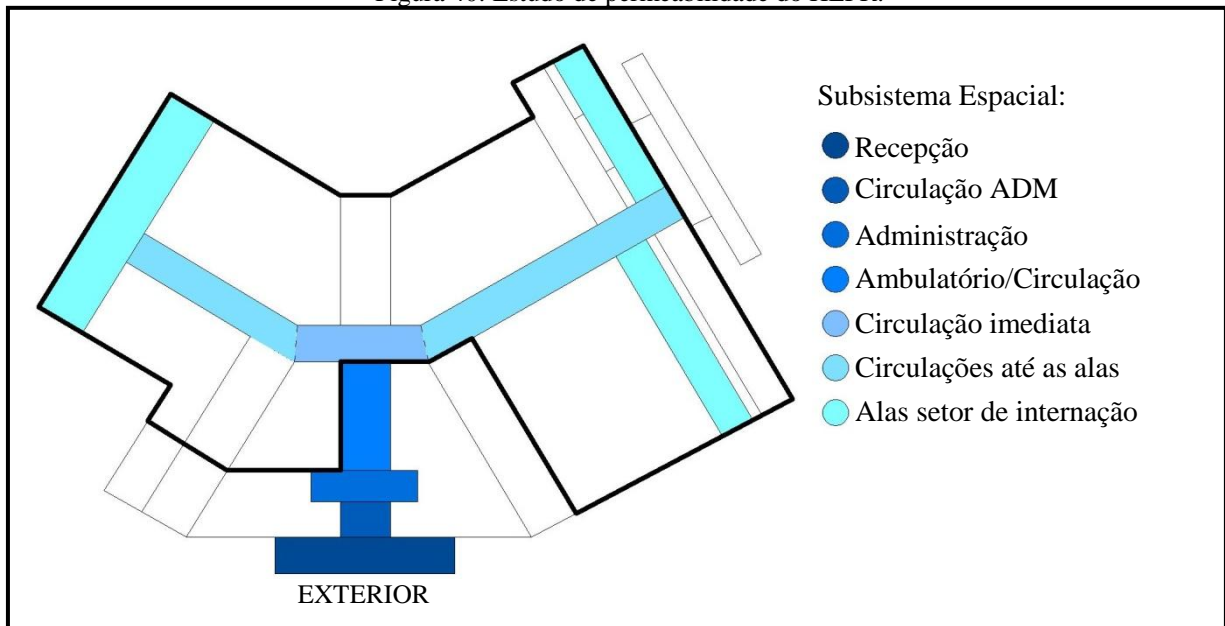 Subsistema Espacial:
Recepção
Circulação ADM
Administração
Ambulatório/Circulação
Circulação imediata
Circulações até as alas
Alas setor de internação
EXTERIOR